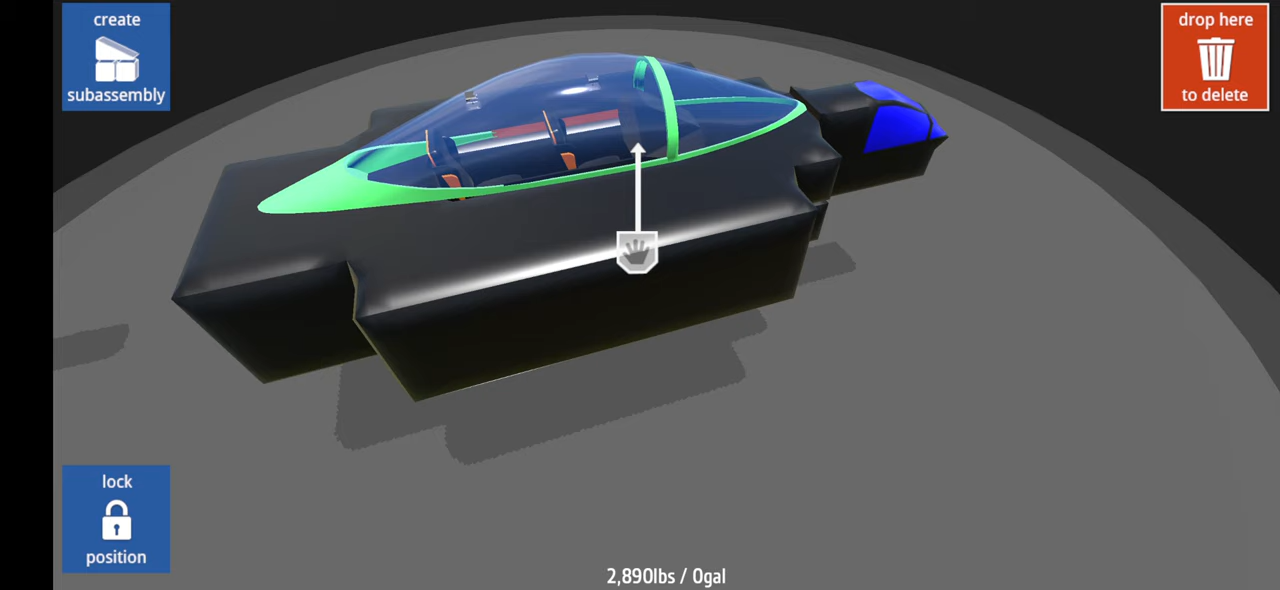 create
subassembly
drop here
to delete
lock
position
2,890lbs / 0gal